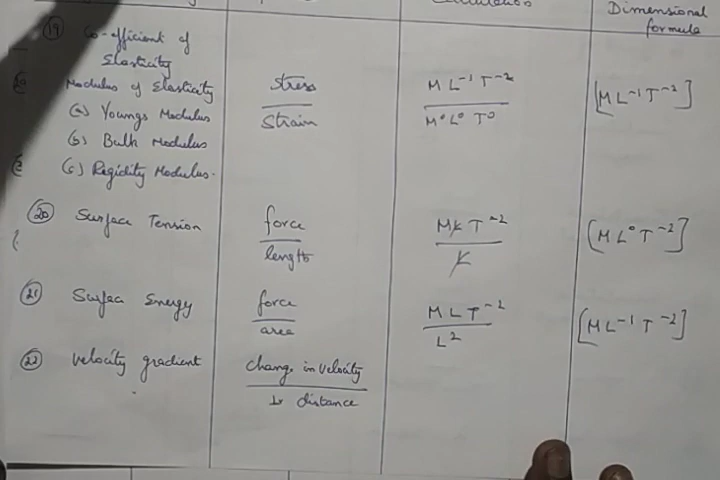 Dimensional
formula
(19) Co-efficient of
Elasticity
Modulus of Elasticity
(a) Youngs Modulus
(b) Bulk Modulus
(c) Regidity Modulus.
stress
strain
M L⁻¹ T⁻²
M⁰ L⁰ T⁰
[M L⁻¹ T⁻²]
(20) Surface Tension
force
length
M L T⁻²
L
[M L⁰ T⁻²]
(21) Surface Energy
force
area
M L T⁻²
L²
[M L⁻¹ T⁻²]
(22) velocity gradient
change in velocity
distance